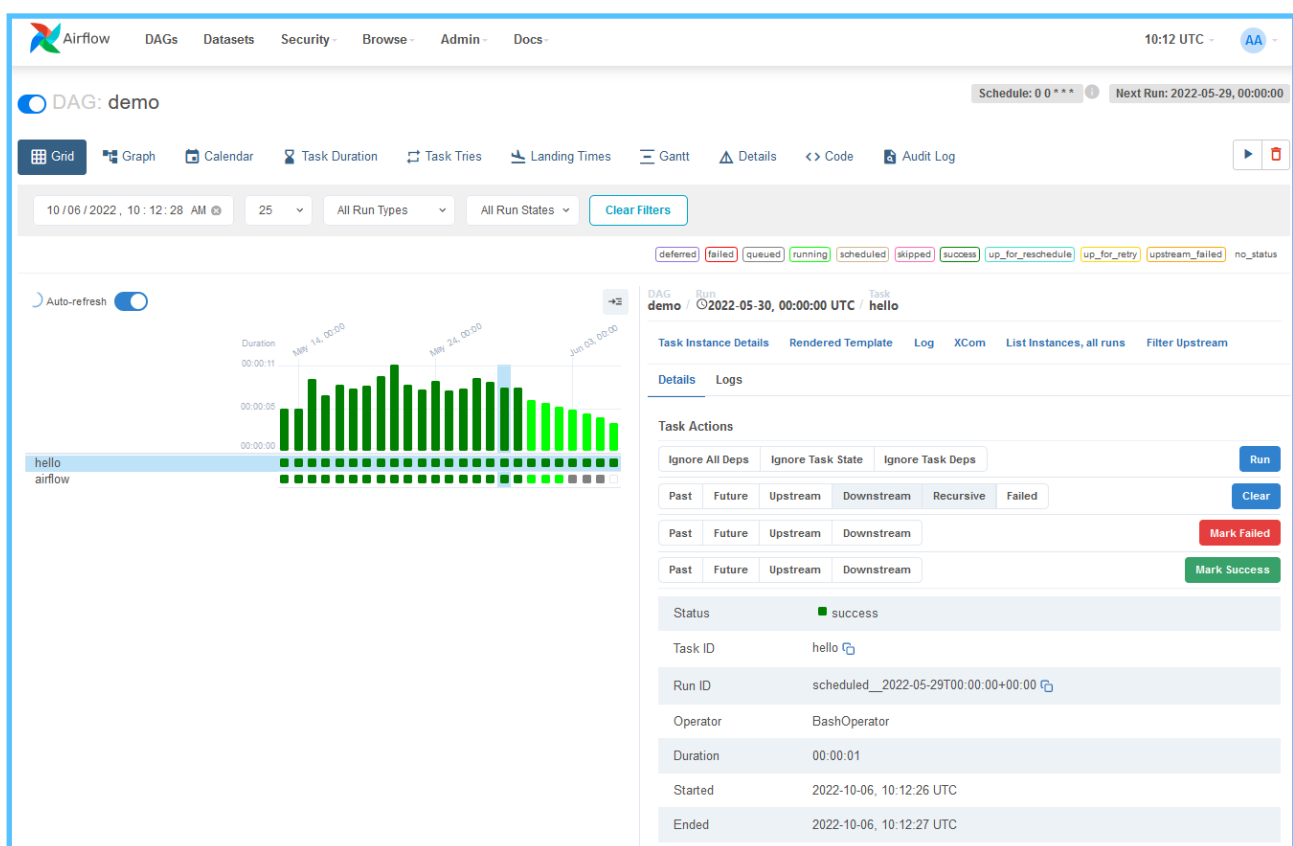 Airflow DAGs Datasets Security Browse Admin Docs 10:12 UTC AA
DAG: demo Schedule: 0 0 * * * i Next Run: 2022-05-29, 00:00:00
Grid Graph Calendar Task Duration Task Tries Landing Times Gantt Details Code Audit Log
10/06/2022, 10:12:28 AM 25 All Run Types All Run States Clear Filters
deferred failed queued running scheduled skipped success up_for_reschedule up_for_retry upstream_failed no_status
Auto-refresh
Duration
May 14, 00:00 May 24, 00:00 Jun 03, 00:00
00:00:11
00:00:05
00:00:00
hello
airflow
DAG Run Task
demo / 2022-05-30, 00:00:00 UTC / hello
Task Instance Details Rendered Template Log XCom List Instances, all runs Filter Upstream
Details Logs
Task Actions
Ignore All Deps Ignore Task State Ignore Task Deps Run
Past Future Upstream Downstream Recursive Failed Clear
Past Future Upstream Downstream Mark Failed
Past Future Upstream Downstream Mark Success
Status success
Task ID hello
Run ID scheduled__2022-05-29T00:00:00+00:00
Operator BashOperator
Duration 00:00:01
Started 2022-10-06, 10:12:26 UTC
Ended 2022-10-06, 10:12:27 UTC